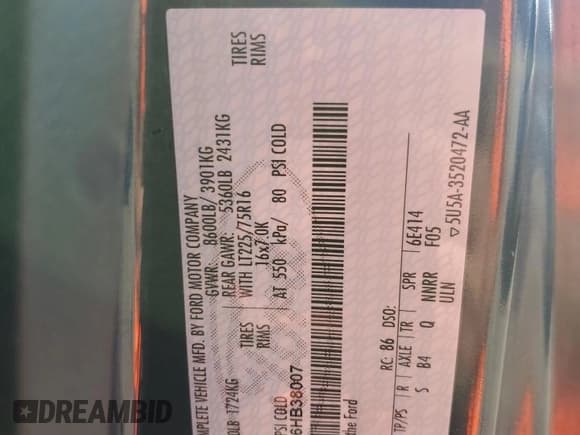 TIRES
RIMS
MPLETE VEHICLE MFD. BY FORD MOTOR COMPANY
GVWR: 8600LB/ 3901KG
0LB 1724KG
REAR GAWR: 5360LB 2431KG
TIRES
WITH LT225/75R16
RIMS
16x7.0K
PSI COLD
AT 550 kPa/ 80 PSI COLD
6HB38007
the Ford
RC: 86 DSO:
TP/PS R AXLE TR SPR 6E414
S B4 Q NNRR F05
ULN
▽5U5A-3520472-AA
DREAMBID